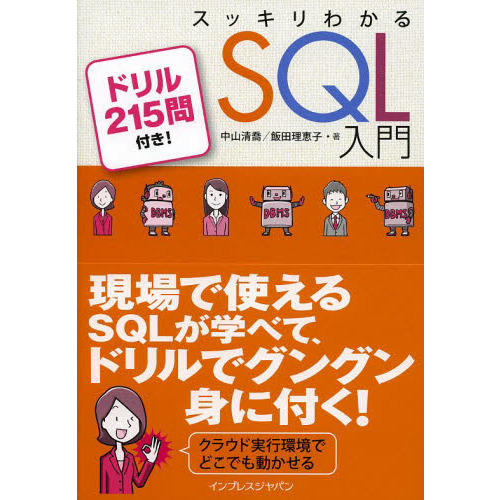 スッキリわかる
SQL
入門
ドリル
215問
付き!
中山清喬/飯田理恵子・著
DBMS
DBMS
DBMS
現場で使える
SQLが学べて、
ドリルでグングン
身に付く!
クラウド実行環境で
どこでも動かせる
インプレスジャパン